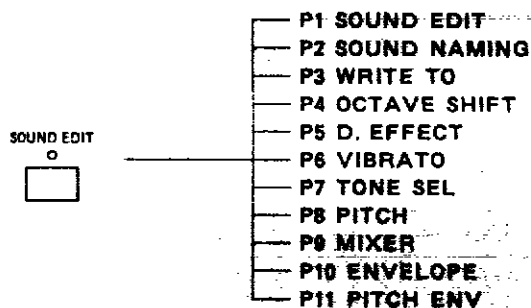 SOUND EDIT
P1 SOUND EDIT
P2 SOUND NAMING
P3 WRITE TO
P4 OCTAVE SHIFT
P5 D. EFFECT
P6 VIBRATO
P7 TONE SEL
P8 PITCH
P9 MIXER
P10 ENVELOPE
P11 PITCH ENV